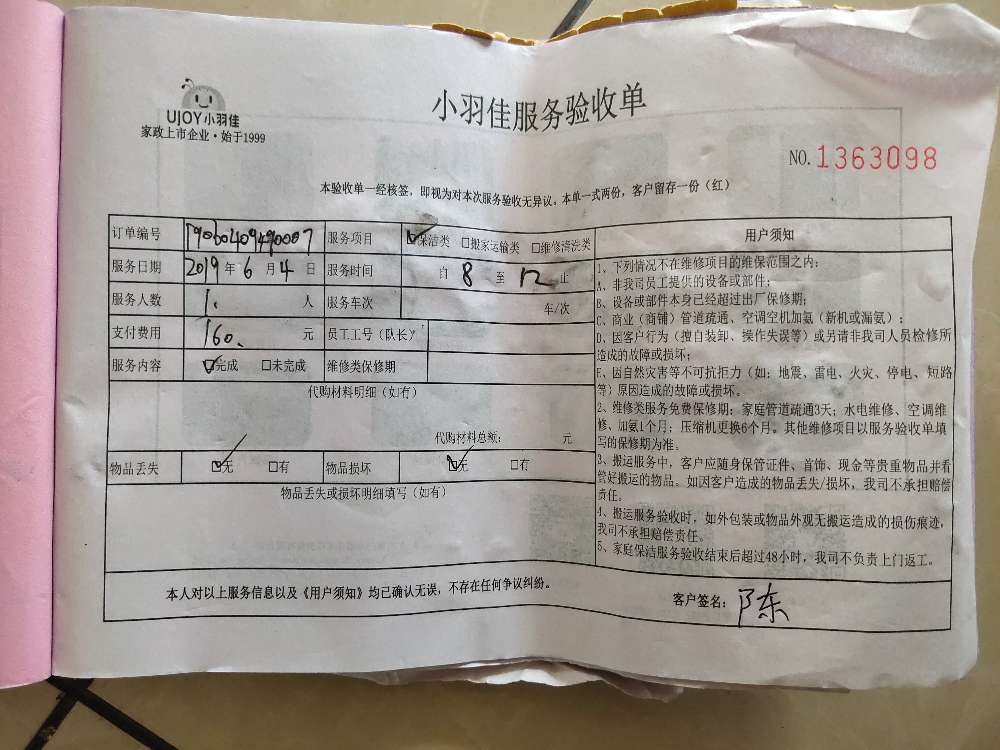 UJOY小羽佳
家政上市企业·始于1999
小羽佳服务验收单
NO.1363098
本验收单一经核签，即视为对本次服务验收无异议。本单一式两份，客户留存一份（红）
订单编号 19060409490007 服务项目 ☑保洁类 □搬家运输类 □维修清洗类
服务日期 2019年6月4日 服务时间 自 8 至 12 止
服务人数 1. 人 服务车次 车/次
支付费用 160. 元 员工工号（队长）
服务内容 ☑完成 □未完成 维修类保修期
代购材料明细（如有）
代购材料总额： 元
物品丢失 ☑无 □有 物品损坏 ☑无 □有
物品丢失或损坏明细填写（如有）
用户须知
1、下列情况不在维修项目的维保范围之内：
A、非我司员工提供的设备或部件；
B、设备或部件本身已经超过出厂保修期；
C、商业（商铺）管道疏通、空调空机加氨（新机或漏氨）；
D、因客户行为（擅自装卸、操作失误等）或另请非我司人员检修所
造成的故障或损坏；
E、因自然灾害等不可抗拒力（如：地震、雷电、火灾、停电、短路
等）原因造成的故障或损坏。
2、维修类服务免费保修期：家庭管道疏通3天；水电维修、空调维
修、加氨1个月；压缩机更换6个月。其他维修项目以服务验收单填
写的保修期为准。
3、搬运服务中，客户应随身保管证件、首饰、现金等贵重物品并看
管好搬运的物品。如因客户造成的物品丢失/损坏，我司不承担赔偿
责任。
4、搬运服务验收时，如外包装或物品外观无搬运造成的损伤痕迹，
我司不承担赔偿责任。
5、家庭保洁服务验收结束后超过48小时，我司不负责上门返工。
本人对以上服务信息以及《用户须知》均已确认无误，不存在任何争议纠纷。
客户签名：陈